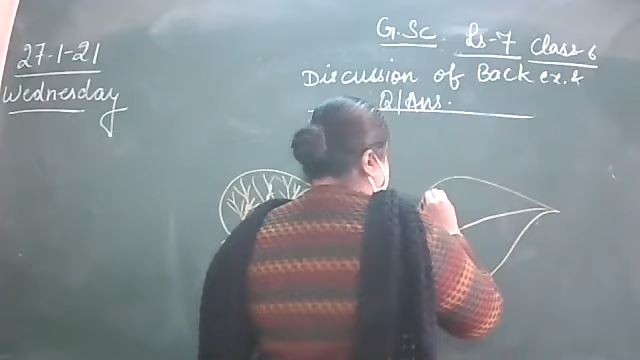 27-1-21
Wednesday
G.Sc. Ls-7 Class-6
Discussion of Back ex. &
Q/Ans.